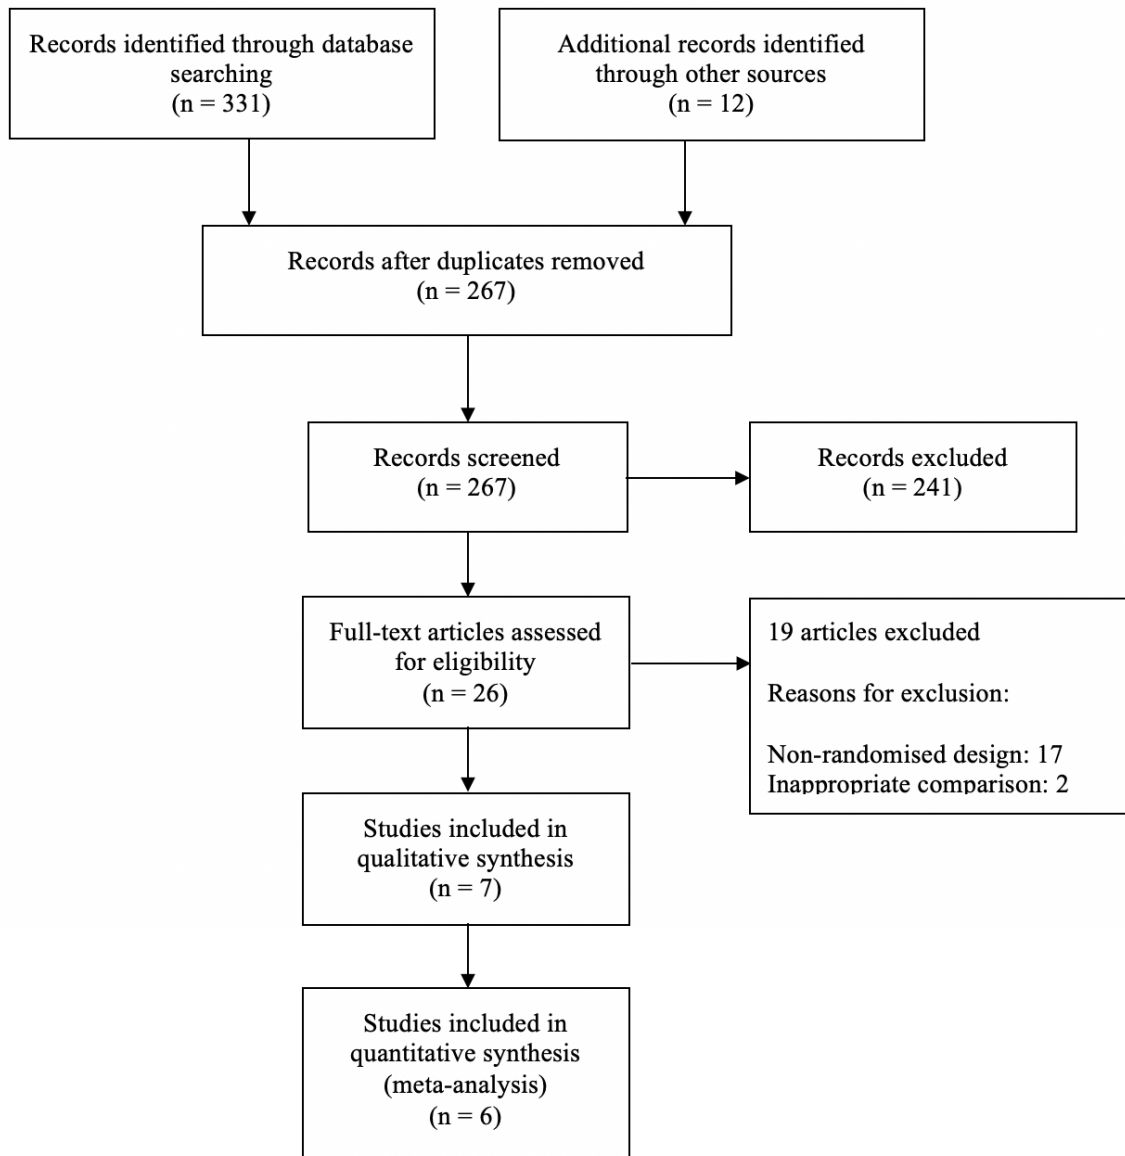 Records identified through database
searching
(n = 331)
Additional records identified
through other sources
(n = 12)
Records after duplicates removed
(n = 267)
Records screened
(n = 267)
Records excluded
(n = 241)
Full-text articles assessed
for eligibility
(n = 26)
19 articles excluded
Reasons for exclusion:
Non-randomised design: 17
Inappropriate comparison: 2
Studies included in
qualitative synthesis
(n = 7)
Studies included in
quantitative synthesis
(meta-analysis)
(n = 6)